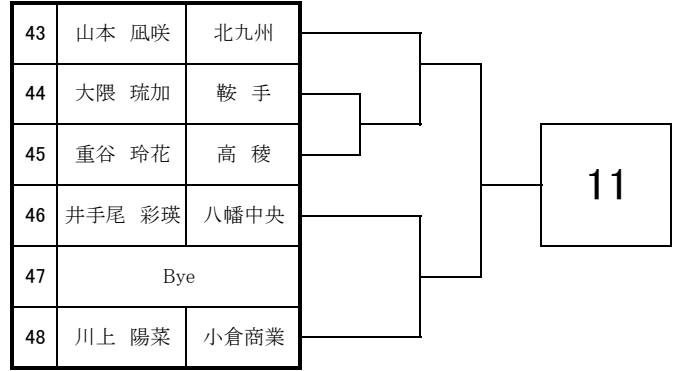 43 山本 凪咲 北九州
44 大隈 琉加 鞍 手
45 重谷 玲花 高 稜
46 井手尾 彩瑛 八幡中央
47 Bye
48 川上 陽菜 小倉商業
11